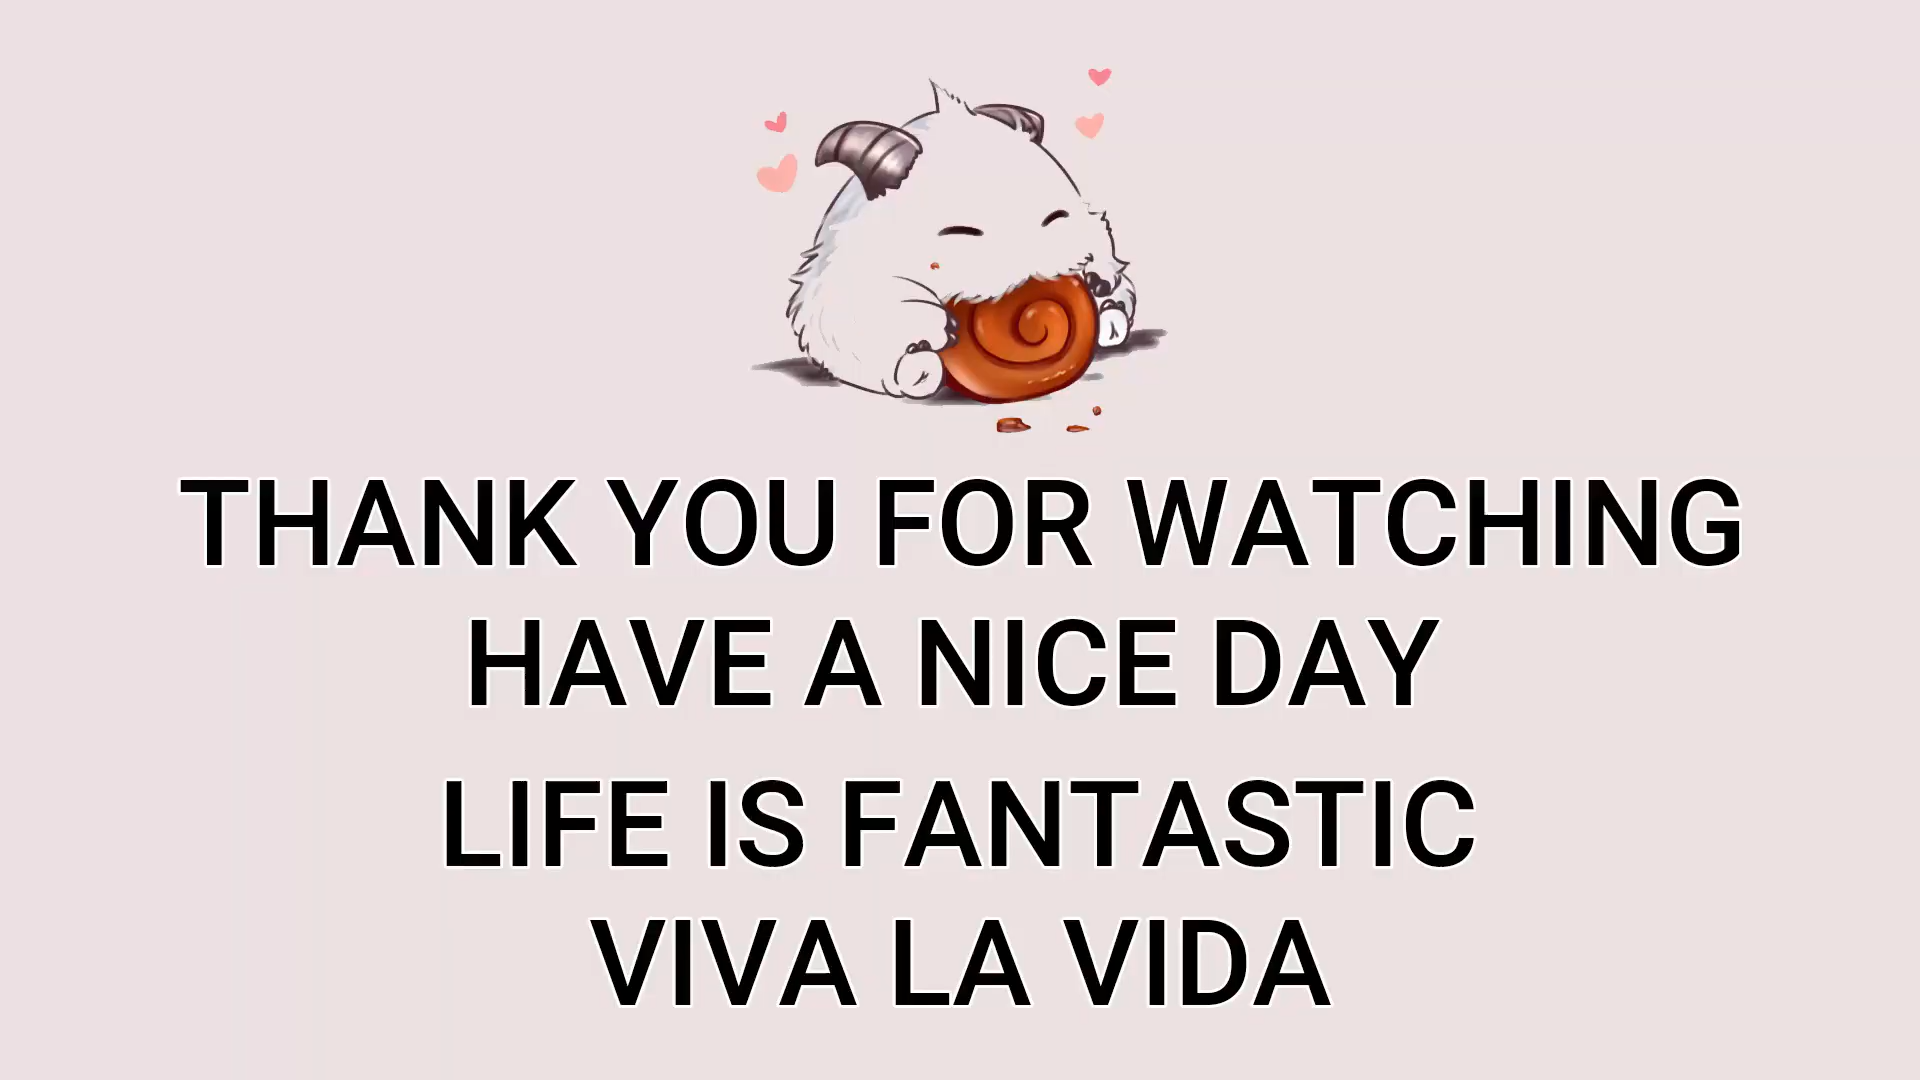 THANK YOU FOR WATCHING
HAVE A NICE DAY
LIFE IS FANTASTIC
VIVA LA VIDA